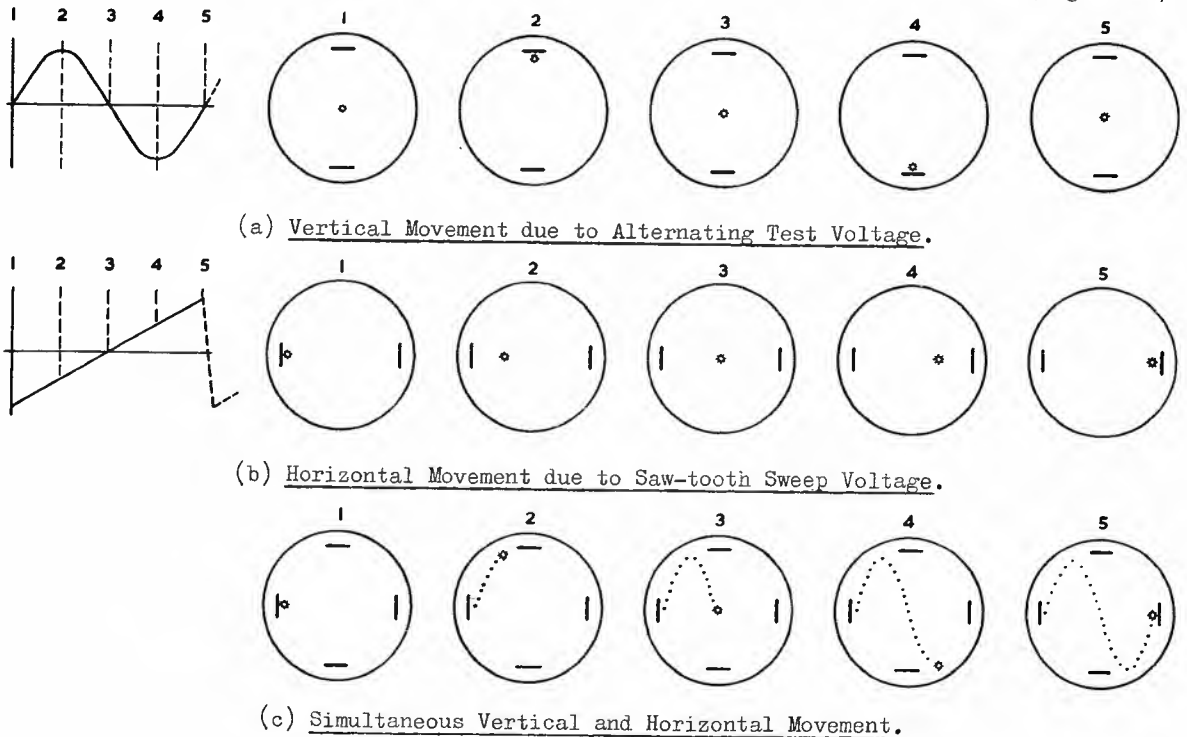 1 2 3 4 5
1 2 3 4 5
(a) Vertical Movement due to Alternating Test Voltage.
1 2 3 4 5
1 2 3 4 5
(b) Horizontal Movement due to Saw-tooth Sweep Voltage.
1 2 3 4 5
(c) Simultaneous Vertical and Horizontal Movement.